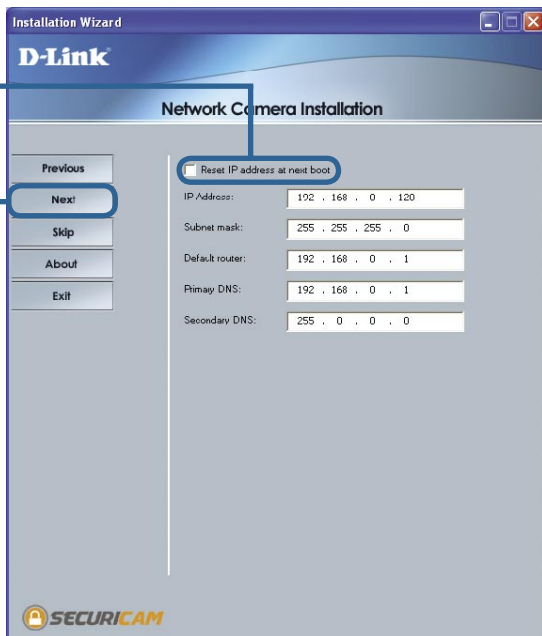 Installation Wizard
D-Link
Network Camera Installation
Previous
Next
Skip
About
Exit
Reset IP address at next boot
IP Address: 192 . 168 . 0 . 120
Subnet mask: 255 . 255 . 255 . 0
Default router: 192 . 168 . 0 . 1
Primary DNS: 192 . 168 . 0 . 1
Secondary DNS: 255 . 0 . 0 . 0
SECURICAM